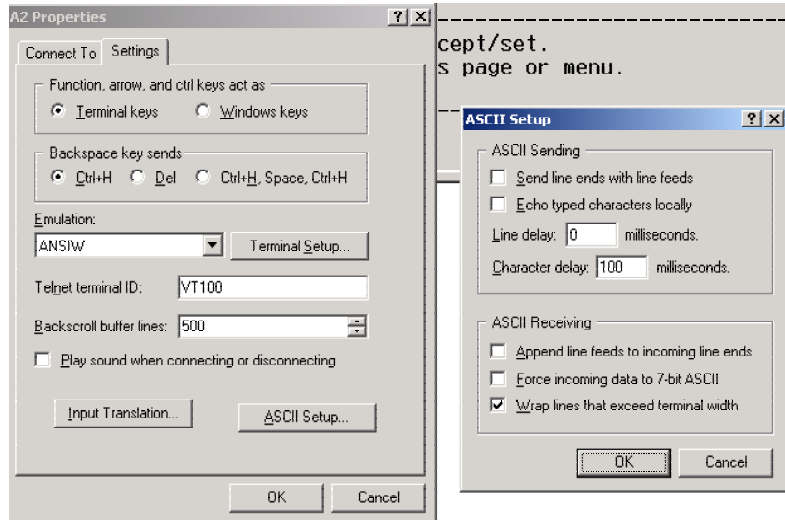 A2 Properties
Connect To
Settings
Function, arrow, and ctrl keys act as
Terminal keys
Windows keys
Backspace key sends
Ctrl+H
Del
Ctrl+H, Space, Ctrl+H
Emulation:
ANSIW
Terminal Setup...
Telnet terminal ID:
VT100
Backscroll buffer lines:
500
Play sound when connecting or disconnecting
Input Translation...
ASCII Setup...
OK
Cancel
cept/set.
s page or menu.
ASCII Setup
ASCII Sending
Send line ends with line feeds
Echo typed characters locally
Line delay: 0 milliseconds.
Character delay: 100 milliseconds.
ASCII Receiving
Append line feeds to incoming line ends
Force incoming data to 7-bit ASCII
Wrap lines that exceed terminal width
OK
Cancel